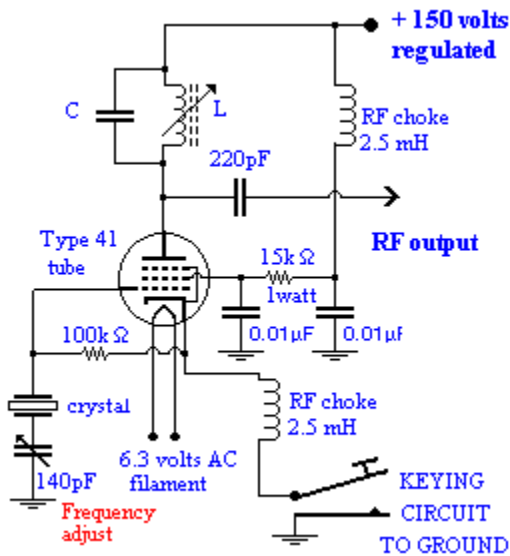 + 150 volts
regulated
C
L
RF choke
2.5 mH
220pF
RF output
Type 41
tube
15k Ω
1watt
0.01µF
0.01µF
100k Ω
crystal
RF choke
2.5 mH
140pF
6.3 volts AC
filament
Frequency
adjust
KEYING
CIRCUIT
TO GROUND